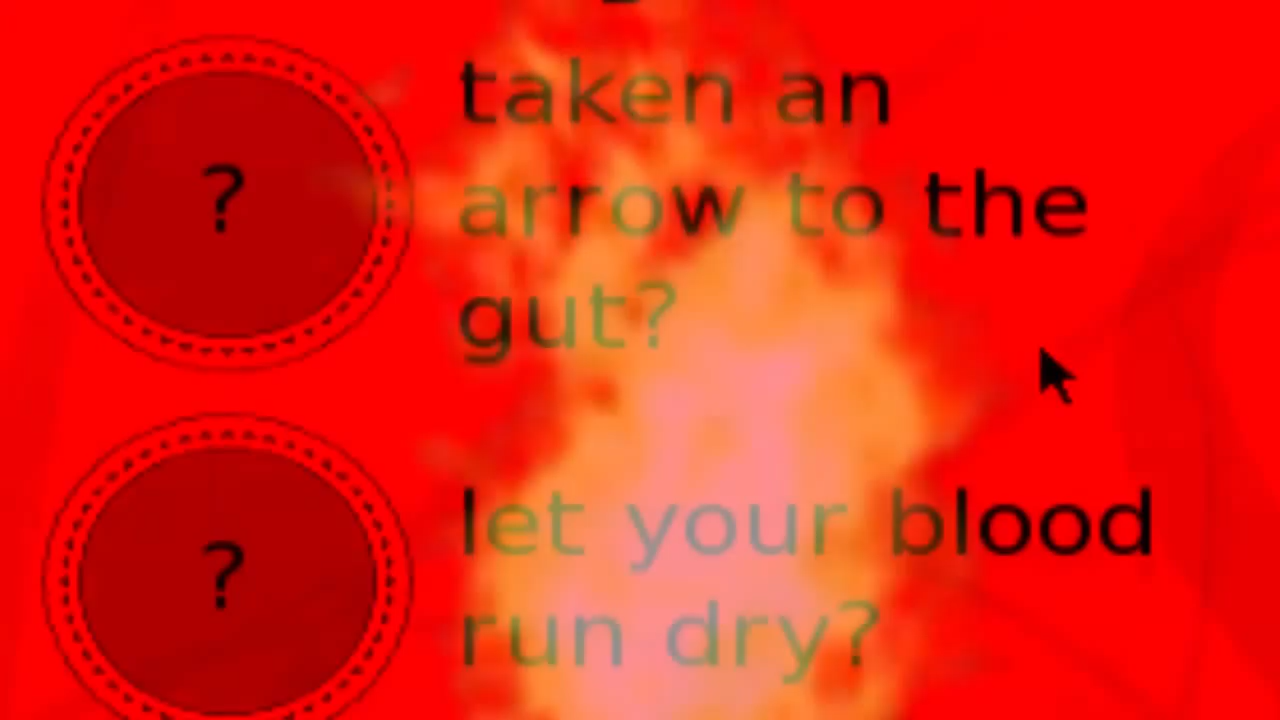 ?
taken an
arrow to the
gut?
?
let your blood
run dry?